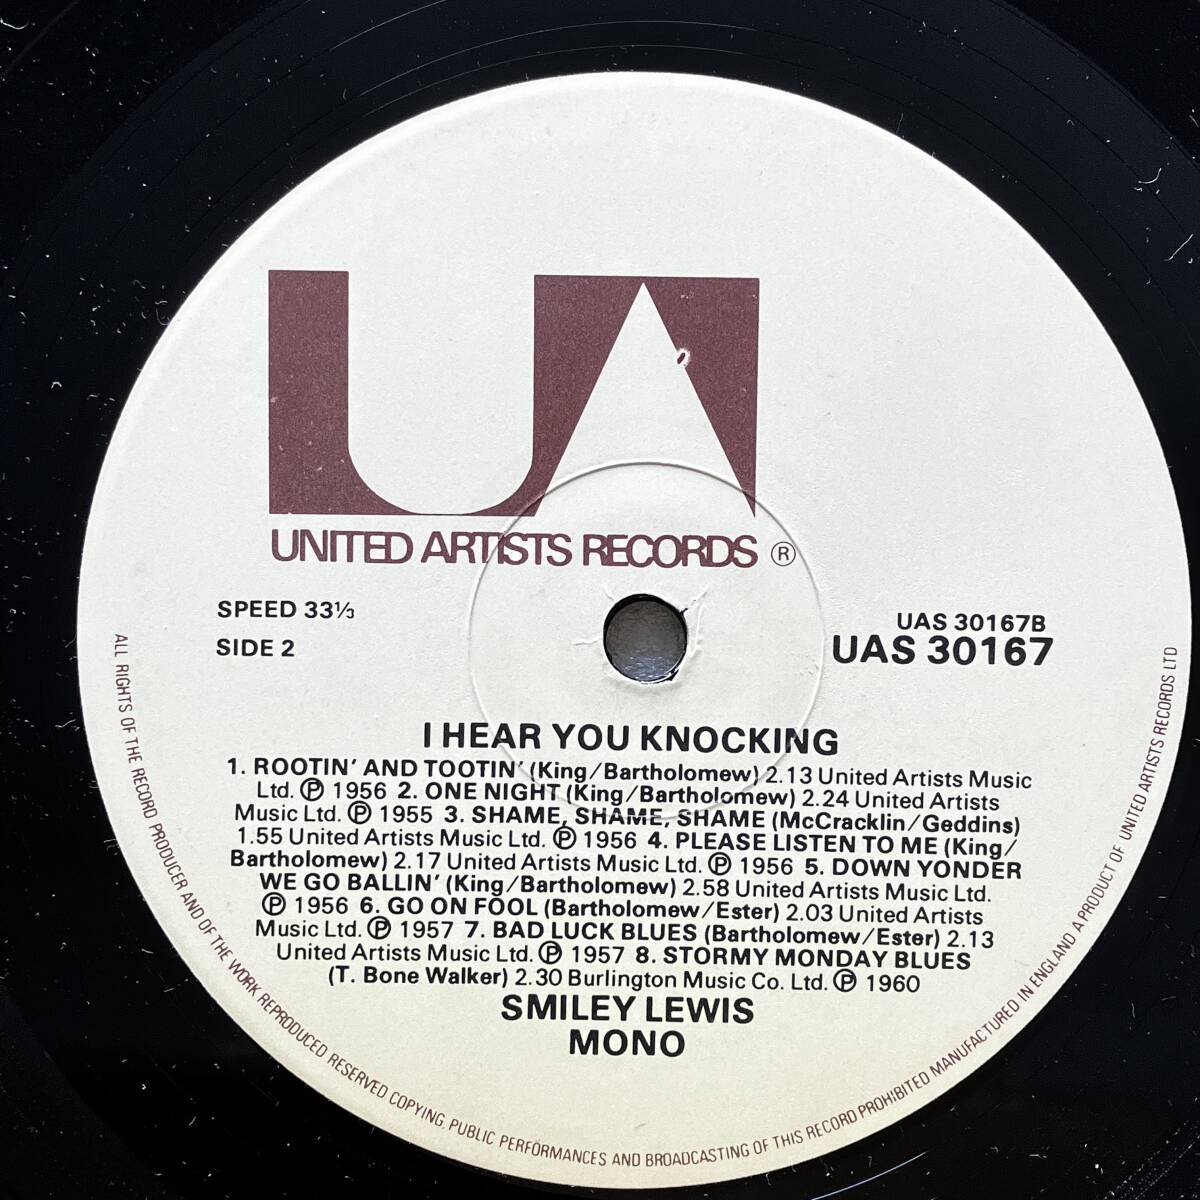 UA
UNITED ARTISTS RECORDS ®
SPEED 33⅓
SIDE 2
UAS 30167B
UAS 30167
I HEAR YOU KNOCKING
1. ROOTIN' AND TOOTIN' (King/Bartholomew) 2.13 United Artists Music
Ltd. Ⓟ 1956 2. ONE NIGHT (King/Bartholomew) 2.24 United Artists
Music Ltd. Ⓟ 1955 3. SHAME, SHAME, SHAME (McCracklin/Geddins)
1.55 United Artists Music Ltd. Ⓟ 1956 4. PLEASE LISTEN TO ME (King/
Bartholomew) 2.17 United Artists Music Ltd. Ⓟ 1956 5. DOWN YONDER
WE GO BALLIN' (King/Bartholomew) 2.58 United Artists Music Ltd.
Ⓟ 1956 6. GO ON FOOL (Bartholomew/Ester) 2.03 United Artists
Music Ltd. Ⓟ 1957 7. BAD LUCK BLUES (Bartholomew/Ester) 2.13
United Artists Music Ltd. Ⓟ 1957 8. STORMY MONDAY BLUES
(T. Bone Walker) 2.30 Burlington Music Co. Ltd. Ⓟ 1960
SMILEY LEWIS
MONO
ALL RIGHTS OF THE RECORD PRODUCER AND OF THE WORK REPRODUCED RESERVED COPYING, PUBLIC PERFORMANCES AND BROADCASTING OF THIS RECORD PROHIBITED MANUFACTURED IN ENGLAND A PRODUCT OF UNITED ARTISTS RECORDS LTD